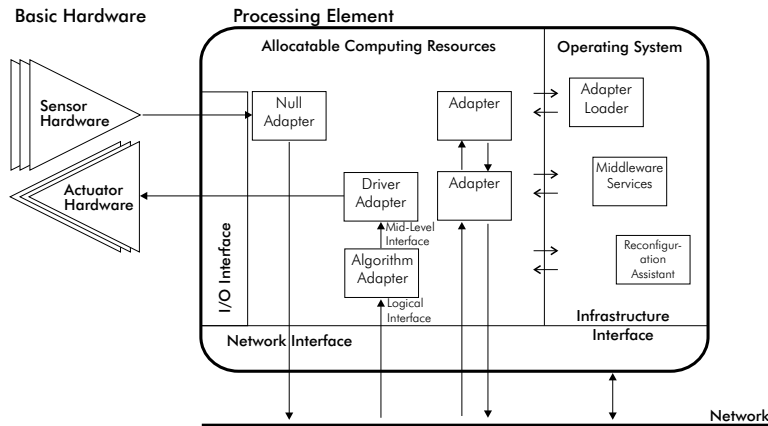 Basic Hardware
Processing Element
Allocatable Computing Resources
Operating System
Sensor
Hardware
Null
Adapter
Adapter
Adapter
Loader
Actuator
Hardware
Driver
Adapter
Adapter
Middleware
Services
Mid-Level
Interface
Algorithm
Adapter
Reconfigur-
ation
Assistant
I/O Interface
Logical
Interface
Infrastructure
Interface
Network Interface
Network